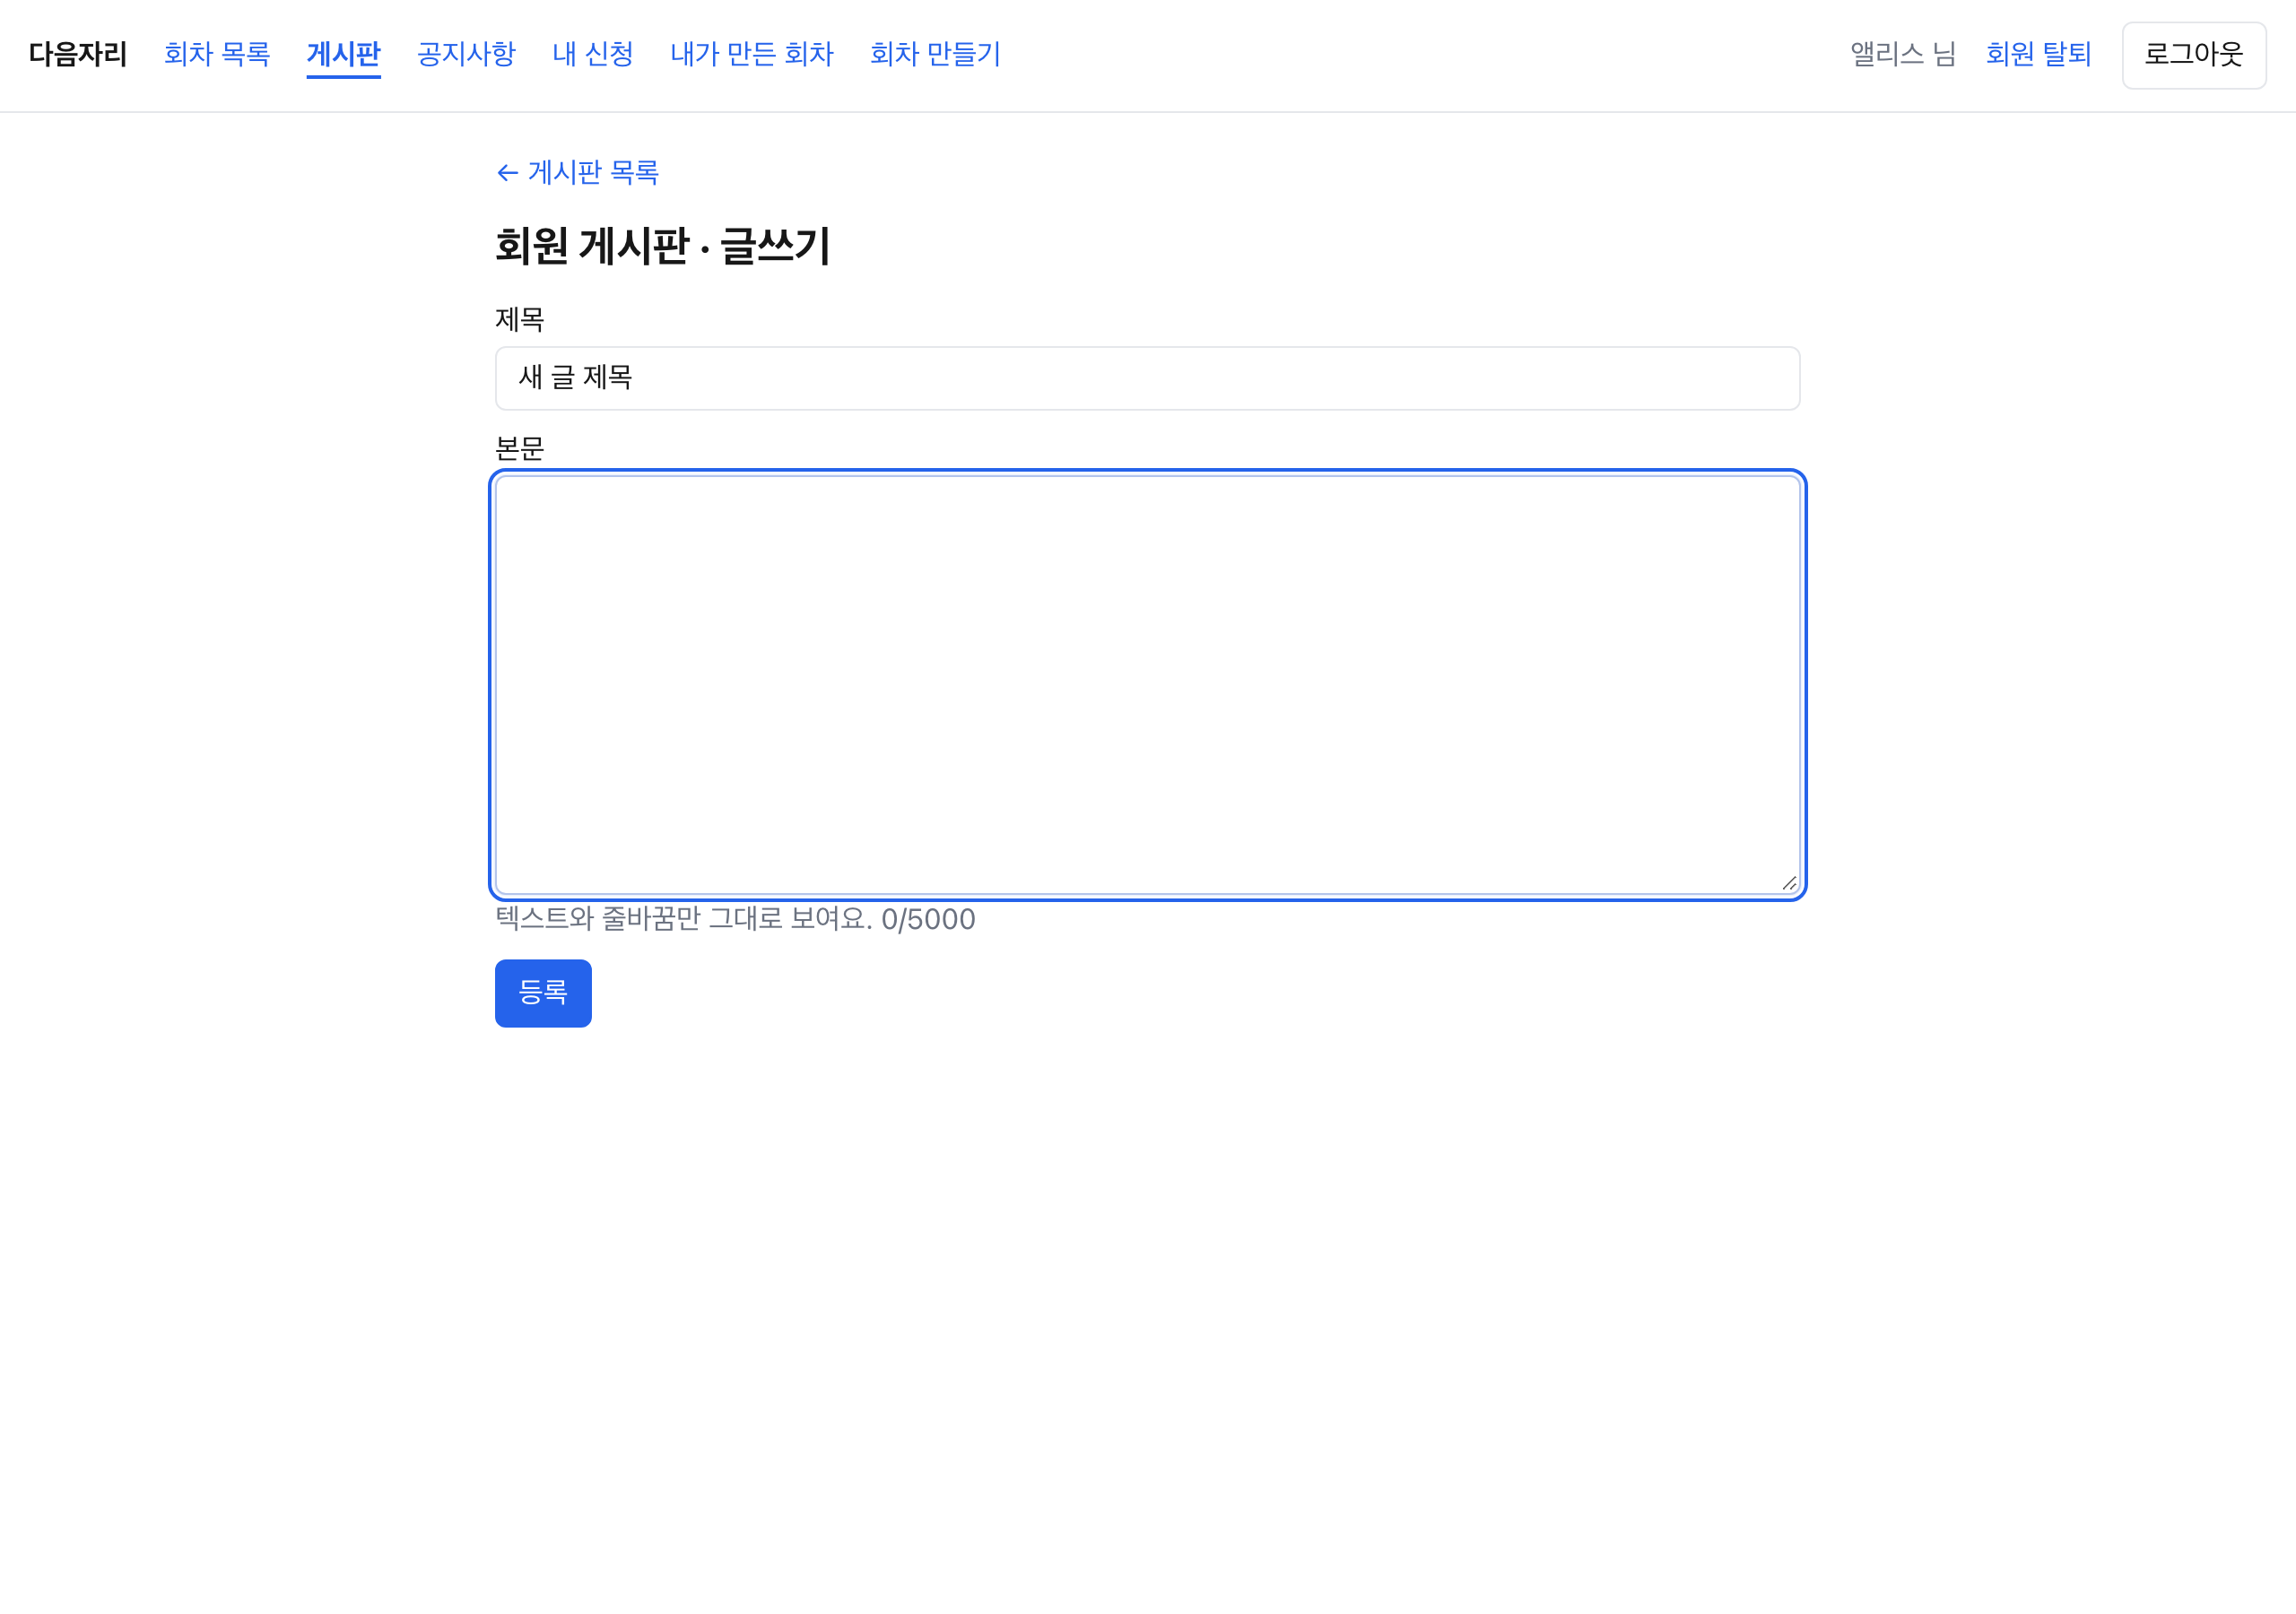 다음자리 회차 목록 게시판 공지사항 내 신청 내가 만든 회차 회차 만들기 앨리스 님 회원 탈퇴 로그아웃
← 게시판 목록
회원 게시판 · 글쓰기
제목
새 글 제목
본문
텍스트와 줄바꿈만 그대로 보여요. 0/5000
등록